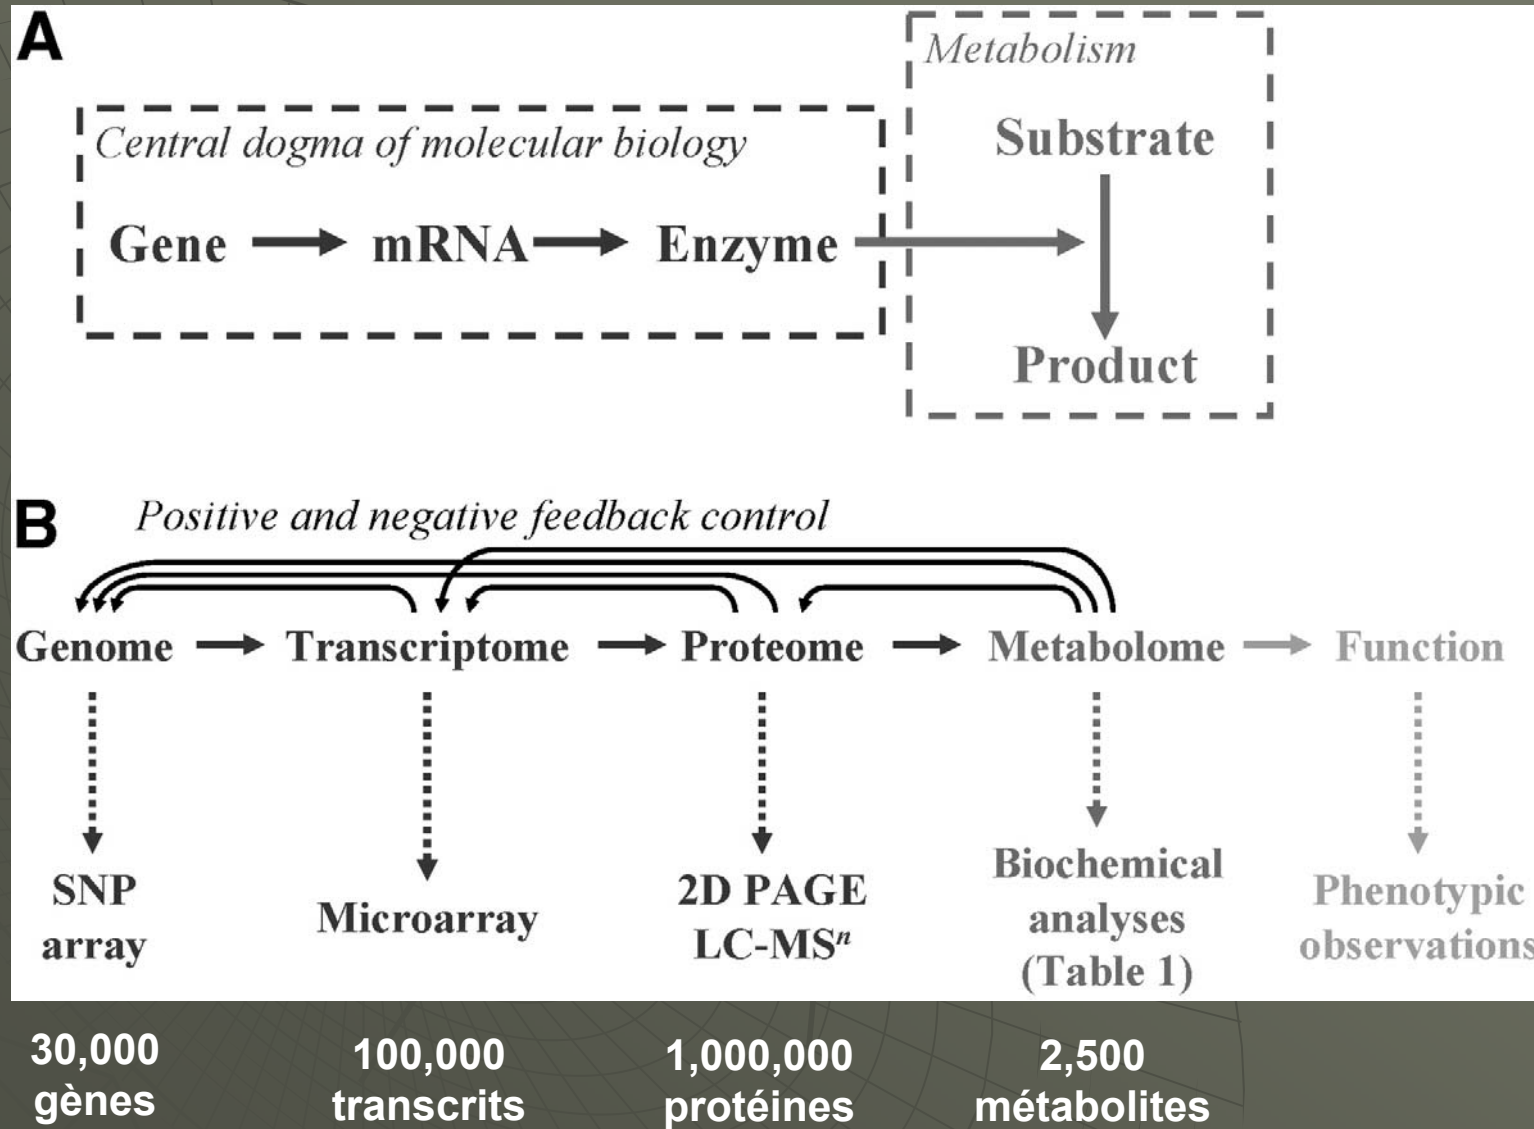 A
Metabolism
Central dogma of molecular biology
Substrate
Gene mRNA Enzyme
Product
B
Positive and negative feedback control
Genome Transcriptome Proteome Metabolome Function
SNP
array
Microarray
2D PAGE
LC-MSⁿ
Biochemical
analyses
(Table 1)
Phenotypic
observations
30,000
gènes
100,000
transcrits
1,000,000
protéines
2,500
métabolites